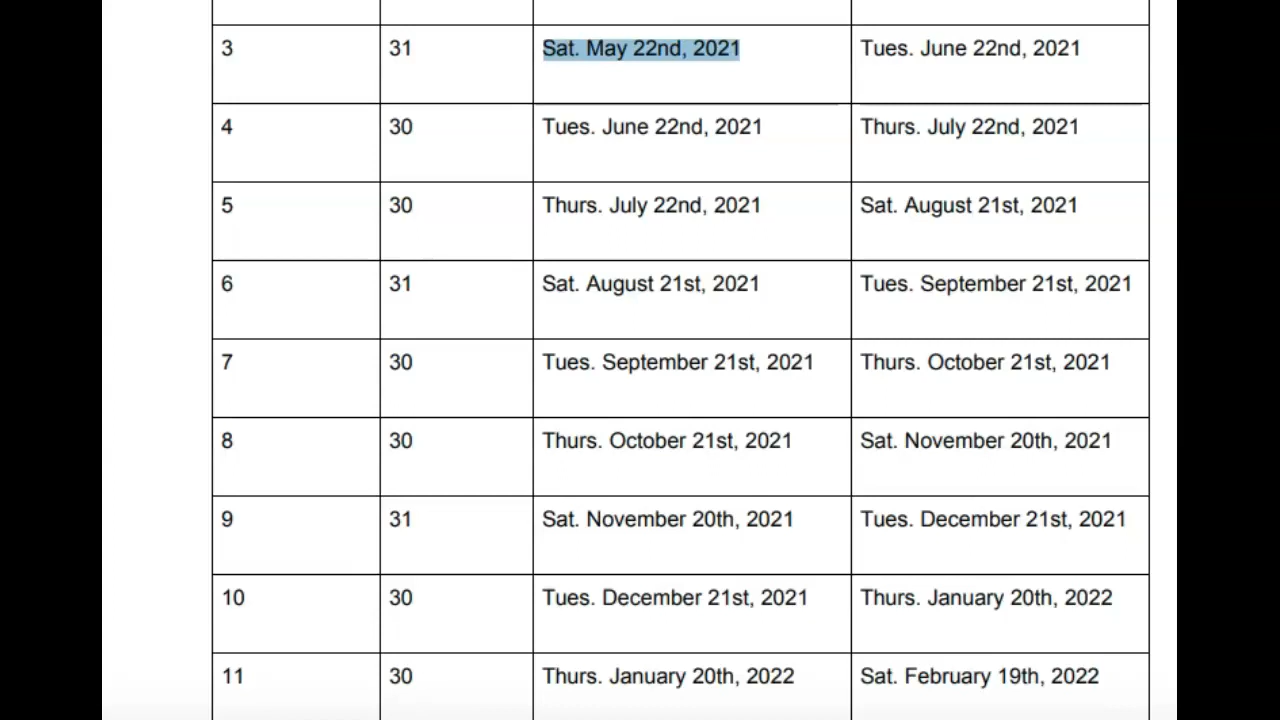 3 31 Sat. May 22nd, 2021 Tues. June 22nd, 2021
4 30 Tues. June 22nd, 2021 Thurs. July 22nd, 2021
5 30 Thurs. July 22nd, 2021 Sat. August 21st, 2021
6 31 Sat. August 21st, 2021 Tues. September 21st, 2021
7 30 Tues. September 21st, 2021 Thurs. October 21st, 2021
8 30 Thurs. October 21st, 2021 Sat. November 20th, 2021
9 31 Sat. November 20th, 2021 Tues. December 21st, 2021
10 30 Tues. December 21st, 2021 Thurs. January 20th, 2022
11 30 Thurs. January 20th, 2022 Sat. February 19th, 2022